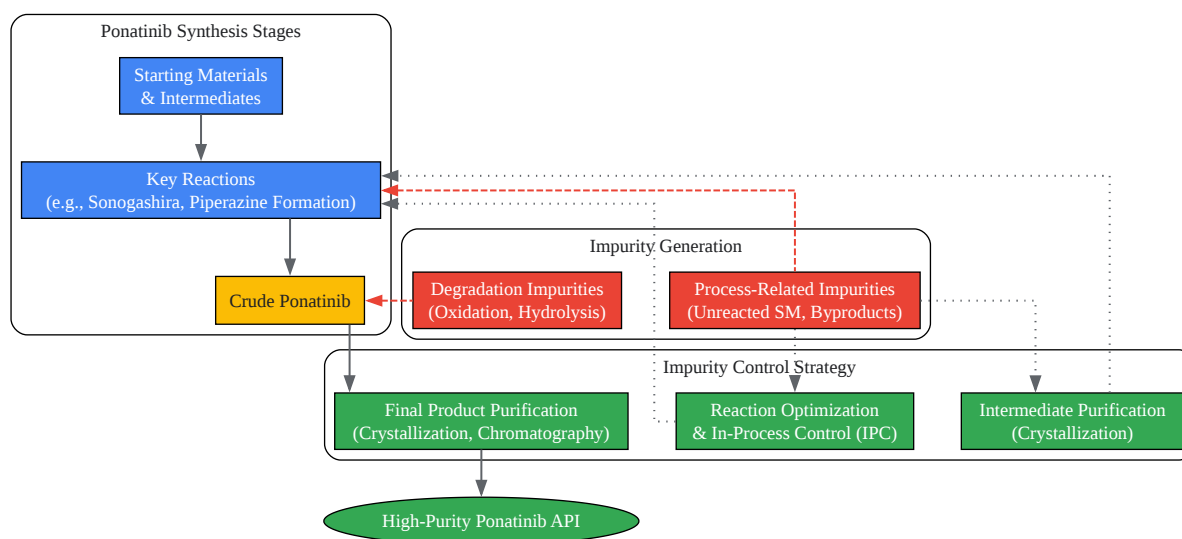 Ponatinib Synthesis Stages
Starting Materials
& Intermediates
Key Reactions
(e.g., Sonogashira, Piperazine Formation)
Crude Ponatinib
Impurity Generation
Degradation Impurities
(Oxidation, Hydrolysis)
Process-Related Impurities
(Unreacted SM, Byproducts)
Impurity Control Strategy
Final Product Purification
(Crystallization, Chromatography)
Reaction Optimization
& In-Process Control (IPC)
Intermediate Purification
(Crystallization)
High-Purity Ponatinib API